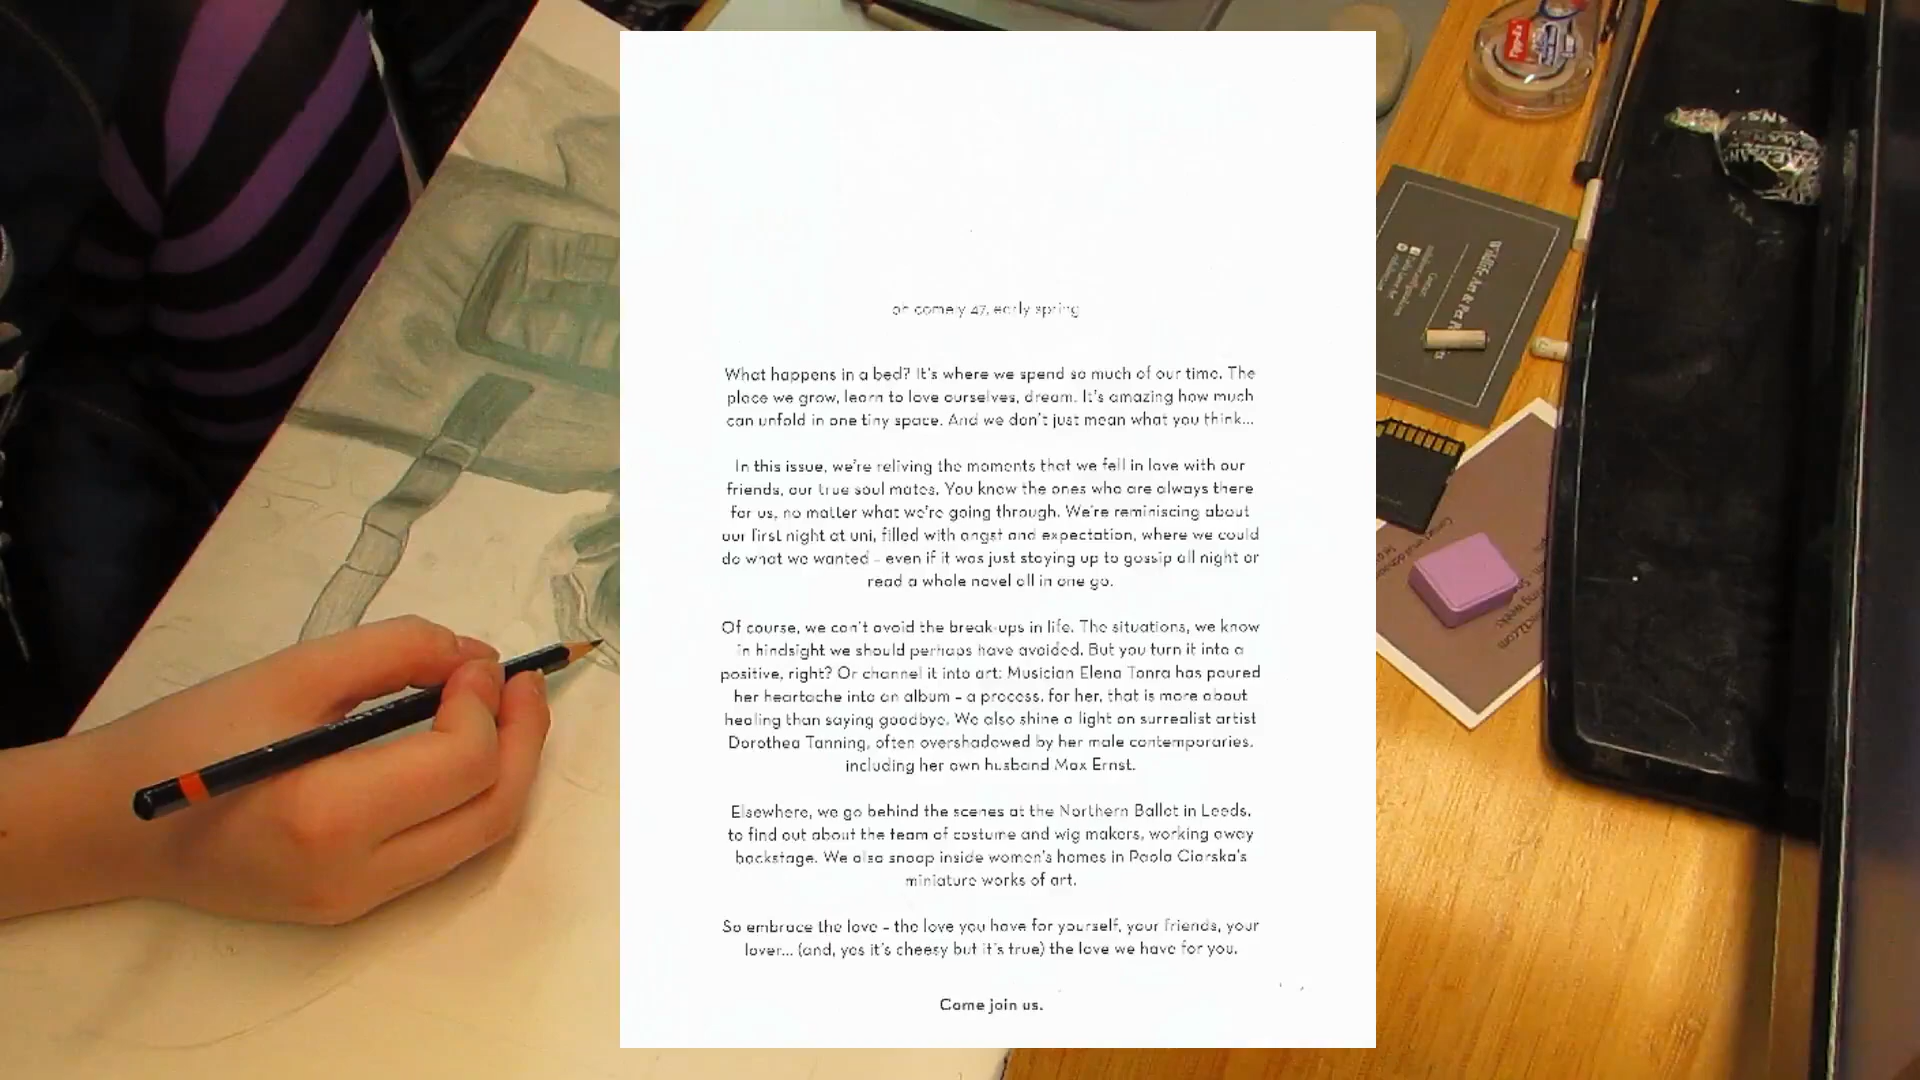 oh comely 47, early spring
What happens in a bed? It's where we spend so much of our time. The
place we grow, learn to love ourselves, dream. It's amazing how much
can unfold in one tiny space. And we don't just mean what you think...
In this issue, we're reliving the moments that we fell in love with our
friends, our true soul mates. You know the ones who are always there
for us, no matter what we're going through. We're reminiscing about
our first night at uni, filled with angst and expectation, where we could
do what we wanted – even if it was just staying up to gossip all night or
read a whole novel all in one go.
Of course, we can't avoid the break-ups in life. The situations, we know
in hindsight we should perhaps have avoided. But you turn it into a
positive, right? Or channel it into art: Musician Elena Tonra has poured
her heartache into an album – a process, for her, that is more about
healing than saying goodbye. We also shine a light on surrealist artist
Dorothea Tanning, often overshadowed by her male contemporaries,
including her own husband Max Ernst.
Elsewhere, we go behind the scenes at the Northern Ballet in Leeds,
to find out about the team of costume and wig makers, working away
backstage. We also snoop inside women's homes in Paola Ciarska's
miniature works of art.
So embrace the love – the love you have for yourself, your friends, your
lover... (and, yes it's cheesy but it's true) the love we have for you.
Come join us.
Tipp-Ex
Wildlife Art & Pet